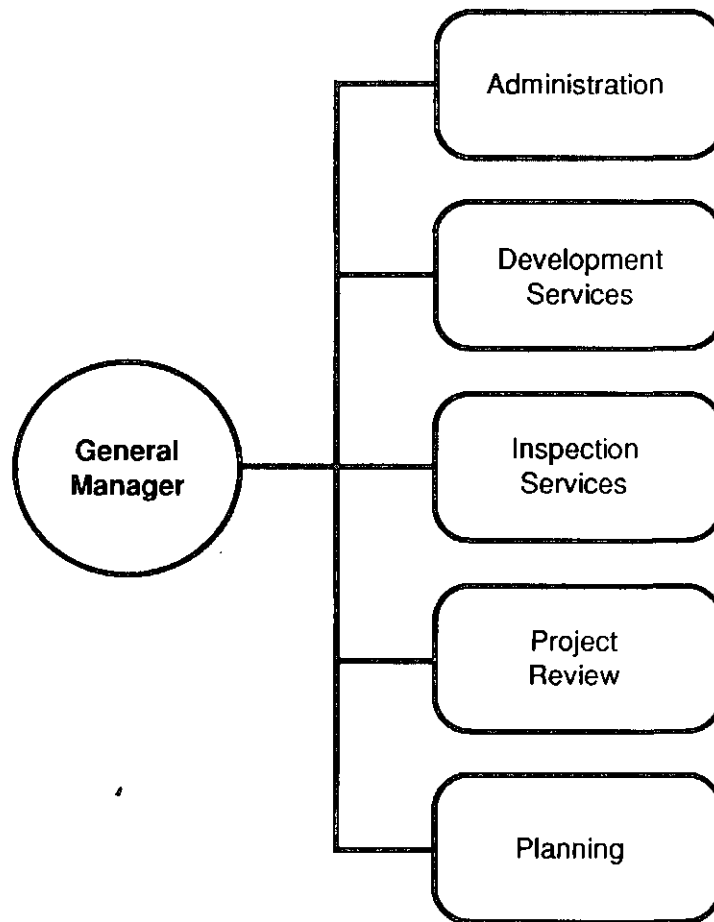 Administration
Development
Services
General
Manager
Inspection
Services
Project
Review
Planning